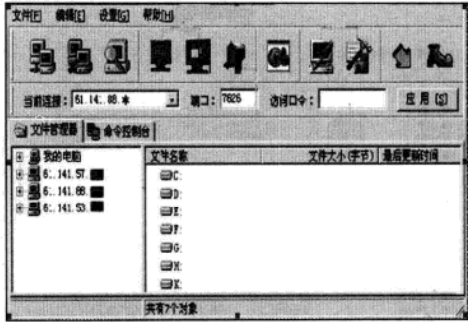 文件[F] 编辑[E] 设置[G] 帮助[H]
当前连接: 61.141.88.* 端口: 7626 访问口令: 应用(S)
文件管理器 命令控制台
我的电脑
61.141.57.
61.141.88.
61.141.53.
文件名称 文件大小(字节) 最后更新时间
C:
D:
E:
F:
G:
H:
共有7个对象